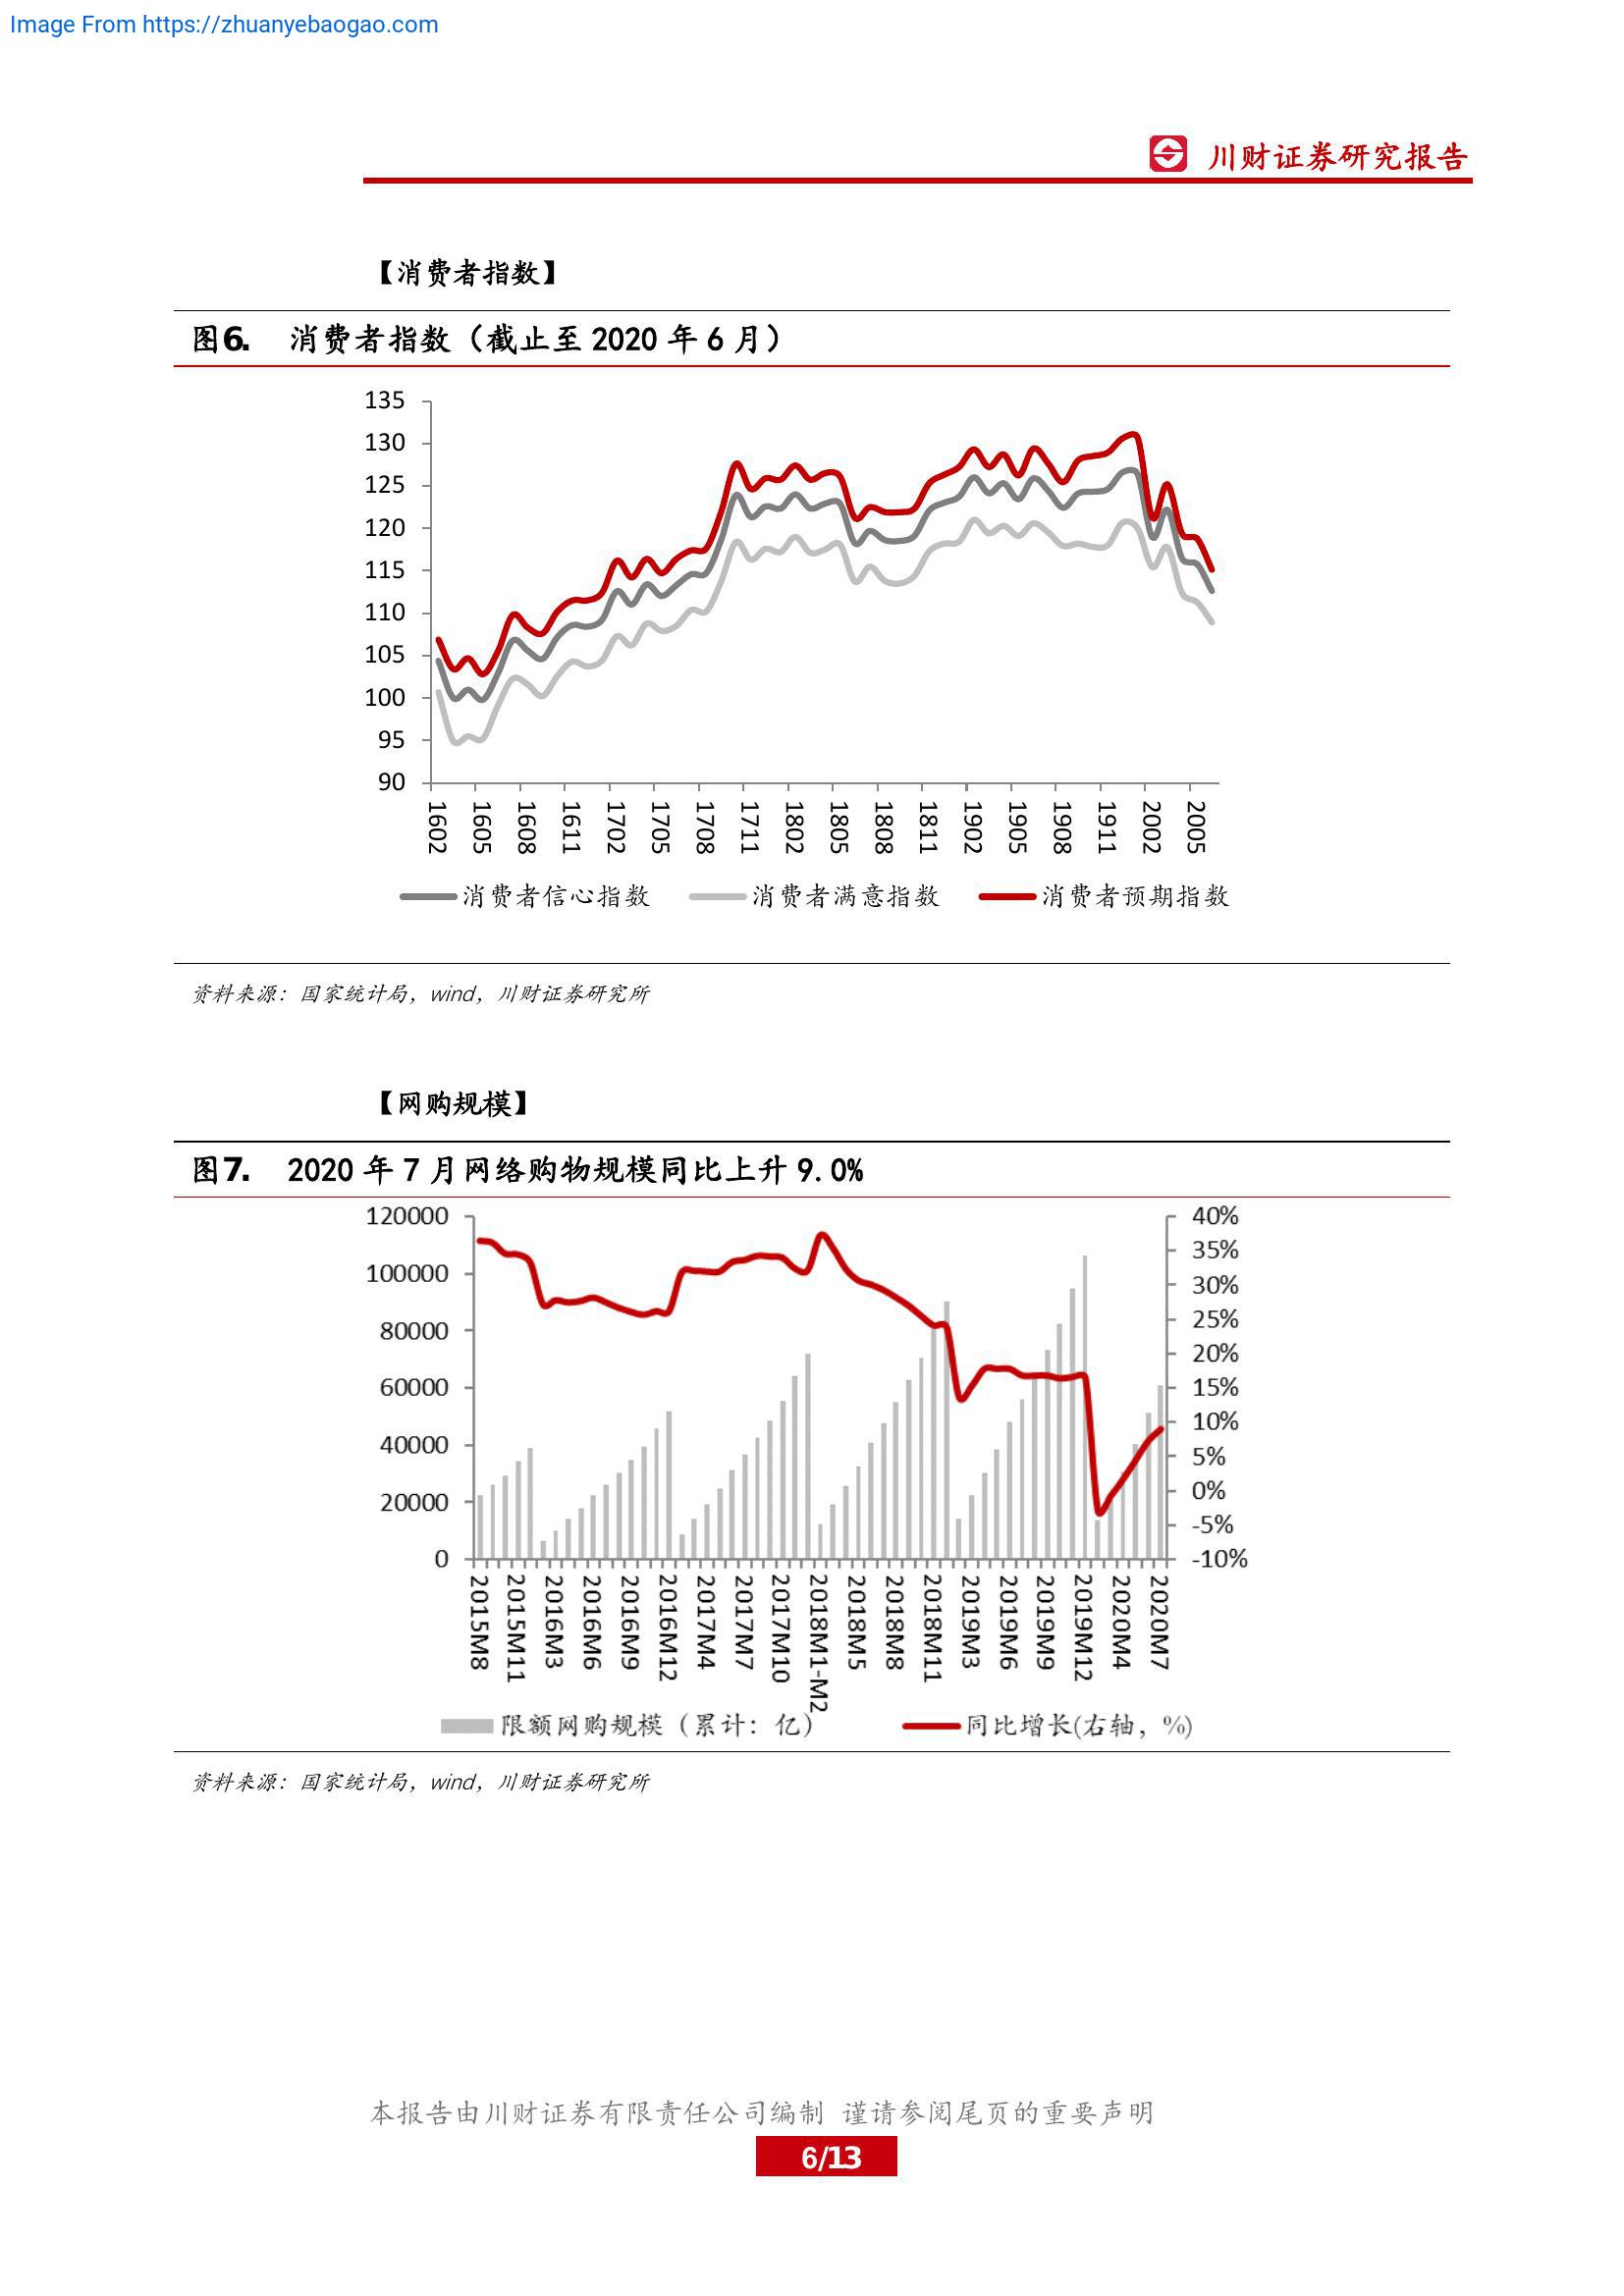 Image From https://zhuanyebaogao.com
川财证券研究报告
【消费者指数】
图6. 消费者指数（截止至 2020 年 6 月）
135
130
125
120
115
110
105
100
95
90
1602
1605
1608
1611
1702
1705
1708
1711
1802
1805
1808
1811
1902
1905
1908
1911
2002
2005
消费者信心指数
消费者满意指数
消费者预期指数
资料来源：国家统计局，wind，川财证券研究所
【网购规模】
图7. 2020 年 7 月网络购物规模同比上升 9.0%
120000
100000
80000
60000
40000
20000
0
40%
35%
30%
25%
20%
15%
10%
5%
0%
-5%
-10%
2015M8
2015M11
2016M3
2016M6
2016M9
2016M12
2017M4
2017M7
2017M10
2018M1-M2
2018M5
2018M8
2018M11
2019M3
2019M6
2019M9
2019M12
2020M4
2020M7
限额网购规模（累计：亿）
同比增长(右轴，%)
资料来源：国家统计局，wind，川财证券研究所
本报告由川财证券有限责任公司编制 谨请参阅尾页的重要声明
6/13